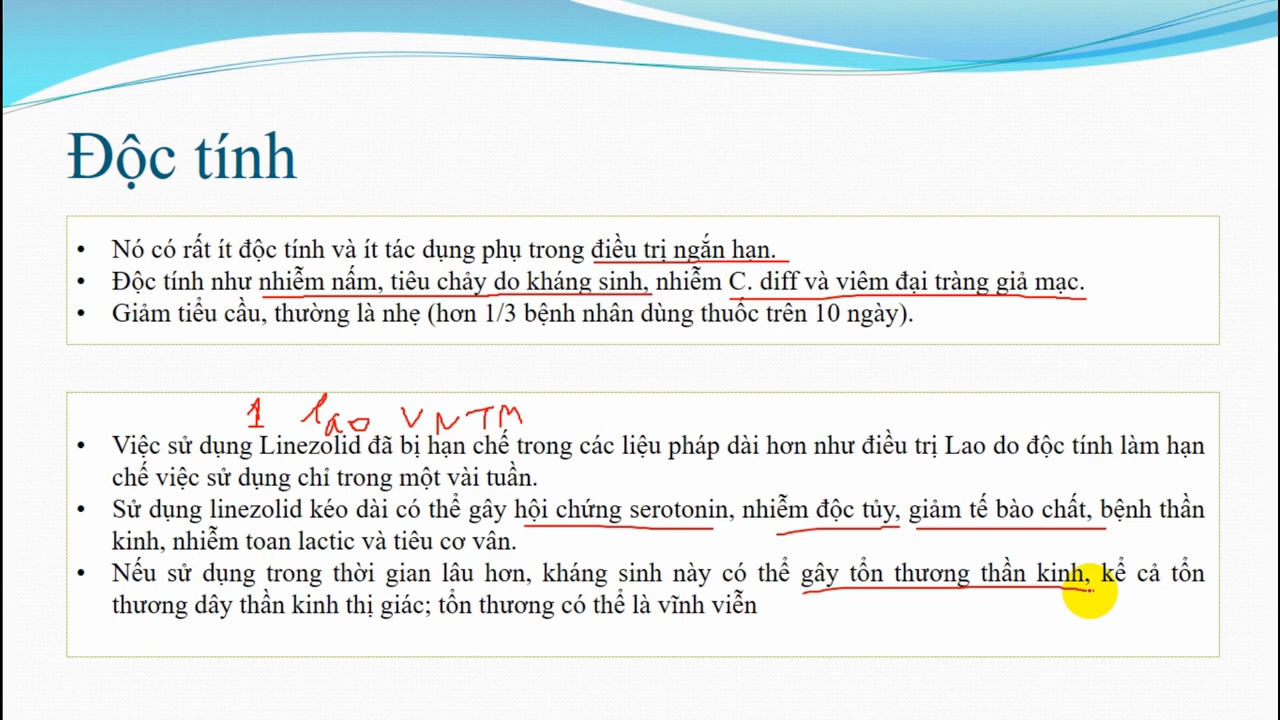 Độc tính
• Nó có rất ít độc tính và ít tác dụng phụ trong điều trị ngắn hạn.
• Độc tính như nhiễm nấm, tiêu chảy do kháng sinh, nhiễm C. diff và viêm đại tràng giả mạc.
• Giảm tiểu cầu, thường là nhẹ (hơn 1/3 bệnh nhân dùng thuốc trên 10 ngày).
1 lao VNTM
• Việc sử dụng Linezolid đã bị hạn chế trong các liệu pháp dài hơn như điều trị Lao do độc tính làm hạn
chế việc sử dụng chỉ trong một vài tuần.
• Sử dụng linezolid kéo dài có thể gây hội chứng serotonin, nhiễm độc tủy, giảm tế bào chất, bệnh thần
kinh, nhiễm toan lactic và tiêu cơ vân.
• Nếu sử dụng trong thời gian lâu hơn, kháng sinh này có thể gây tổn thương thần kinh, kể cả tổn
thương dây thần kinh thị giác; tổn thương có thể là vĩnh viễn